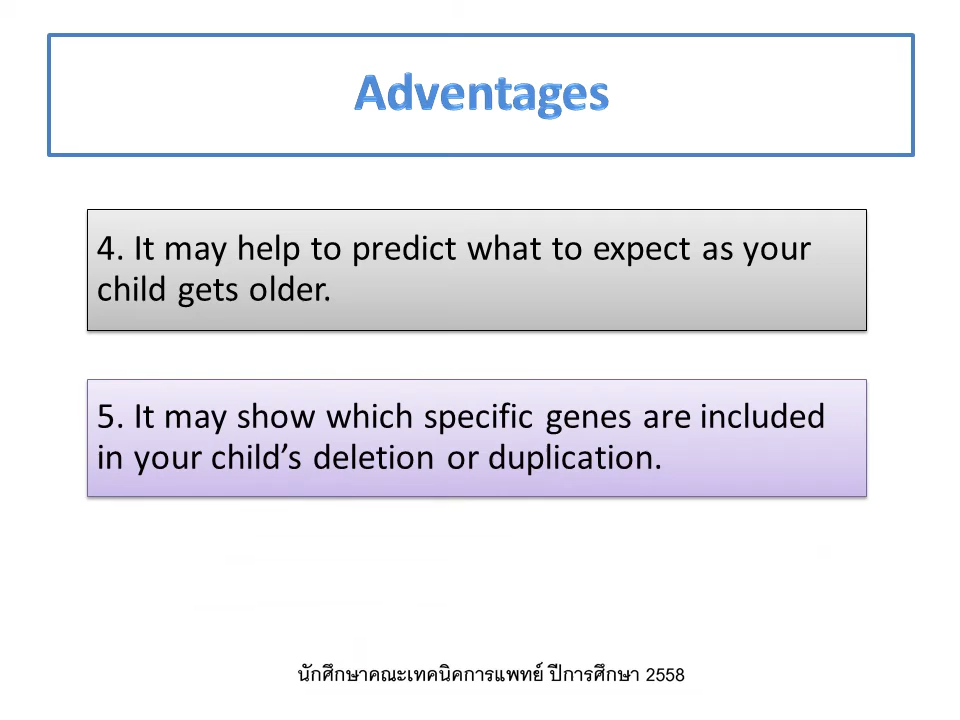 Adventages
4. It may help to predict what to expect as your
child gets older.
5. It may show which specific genes are included
in your child’s deletion or duplication.
นักศึกษาคณะเทคนิคการแพทย์ ปีการศึกษา 2558